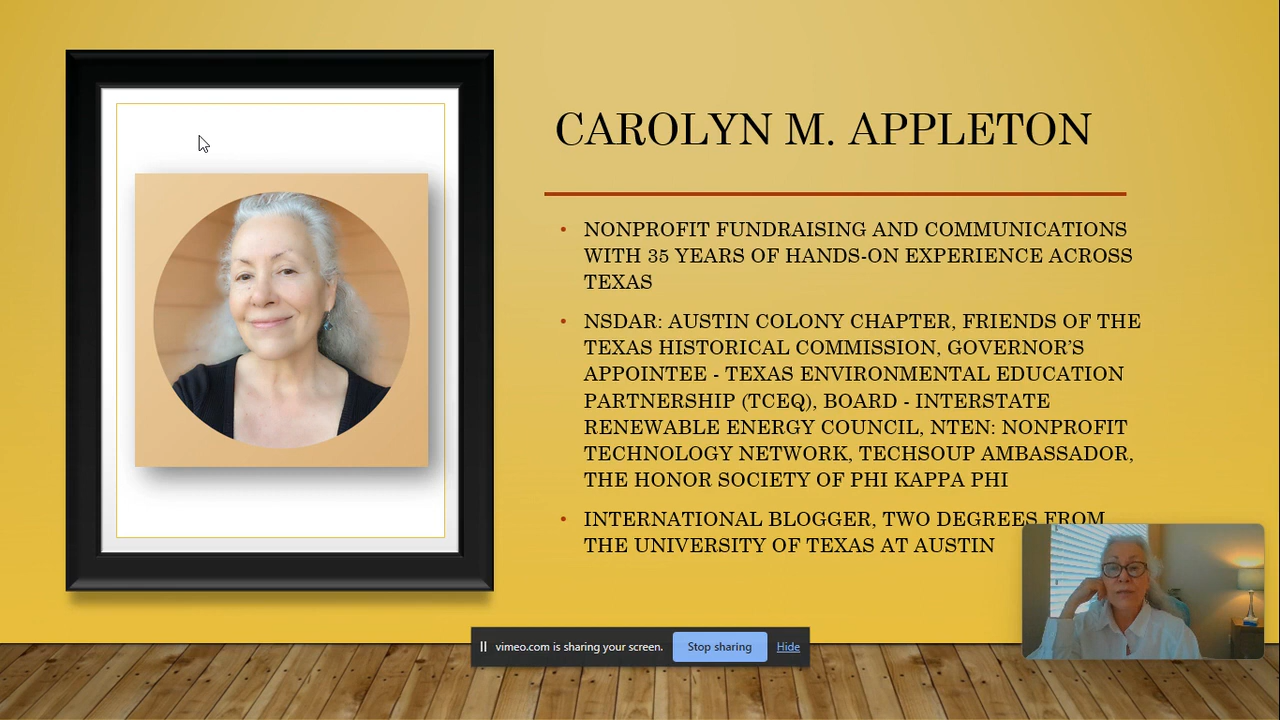 CAROLYN M. APPLETON
• NONPROFIT FUNDRAISING AND COMMUNICATIONS
WITH 35 YEARS OF HANDS-ON EXPERIENCE ACROSS
TEXAS
• NSDAR: AUSTIN COLONY CHAPTER, FRIENDS OF THE
TEXAS HISTORICAL COMMISSION, GOVERNOR'S
APPOINTEE - TEXAS ENVIRONMENTAL EDUCATION
PARTNERSHIP (TCEQ), BOARD - INTERSTATE
RENEWABLE ENERGY COUNCIL, NTEN: NONPROFIT
TECHNOLOGY NETWORK, TECHSOUP AMBASSADOR,
THE HONOR SOCIETY OF PHI KAPPA PHI
• INTERNATIONAL BLOGGER, TWO DEGREES FROM
THE UNIVERSITY OF TEXAS AT AUSTIN
vimeo.com is sharing your screen. Stop sharing Hide